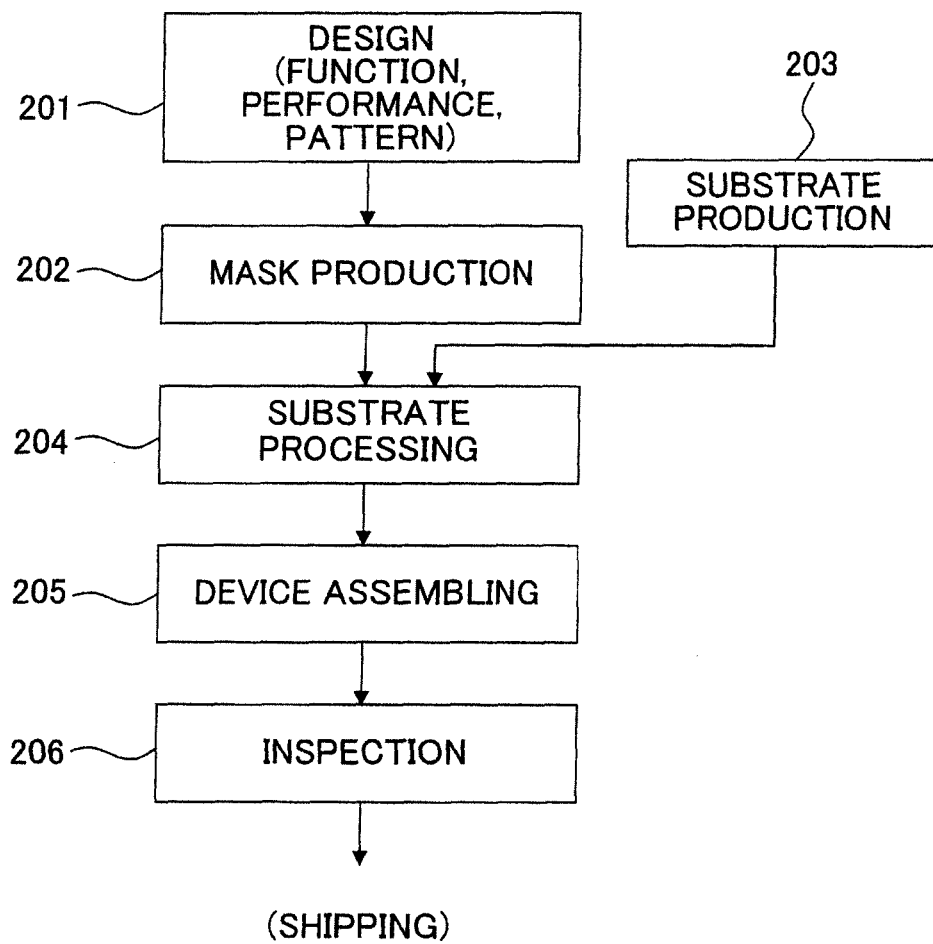 DESIGN
(FUNCTION,
PERFORMANCE,
PATTERN)
201
203
SUBSTRATE
PRODUCTION
202
MASK PRODUCTION
204
SUBSTRATE
PROCESSING
205
DEVICE ASSEMBLING
206
INSPECTION
(SHIPPING)